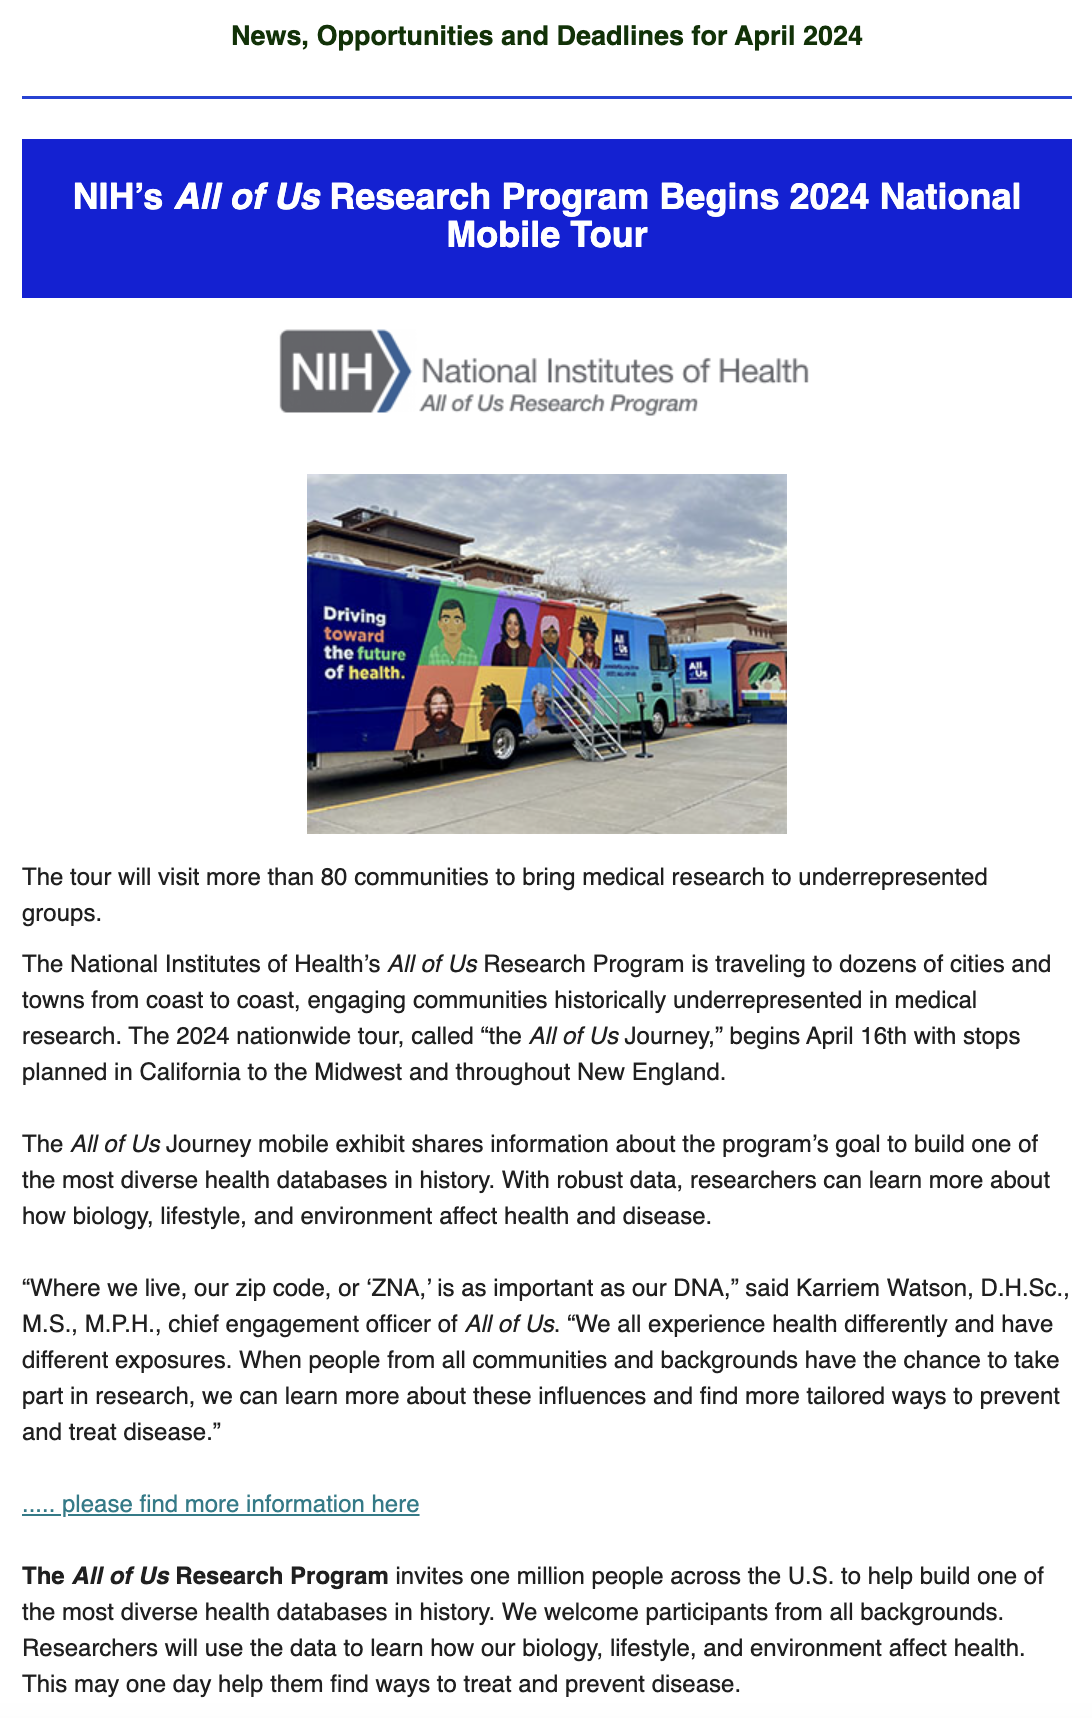 News, Opportunities and Deadlines for April 2024
NIH’s All of Us Research Program Begins 2024 National
Mobile Tour
NIH National Institutes of Health
All of Us Research Program
Driving
toward
the future
of health.
All
of Us
All
of Us
The tour will visit more than 80 communities to bring medical research to underrepresented
groups.
The National Institutes of Health’s All of Us Research Program is traveling to dozens of cities and
towns from coast to coast, engaging communities historically underrepresented in medical
research. The 2024 nationwide tour, called “the All of Us Journey,” begins April 16th with stops
planned in California to the Midwest and throughout New England.
The All of Us Journey mobile exhibit shares information about the program’s goal to build one of
the most diverse health databases in history. With robust data, researchers can learn more about
how biology, lifestyle, and environment affect health and disease.
“Where we live, our zip code, or ‘ZNA,’ is as important as our DNA,” said Karriem Watson, D.H.Sc.,
M.S., M.P.H., chief engagement officer of All of Us. “We all experience health differently and have
different exposures. When people from all communities and backgrounds have the chance to take
part in research, we can learn more about these influences and find more tailored ways to prevent
and treat disease.”
..... please find more information here
The All of Us Research Program invites one million people across the U.S. to help build one of
the most diverse health databases in history. We welcome participants from all backgrounds.
Researchers will use the data to learn how our biology, lifestyle, and environment affect health.
This may one day help them find ways to treat and prevent disease.